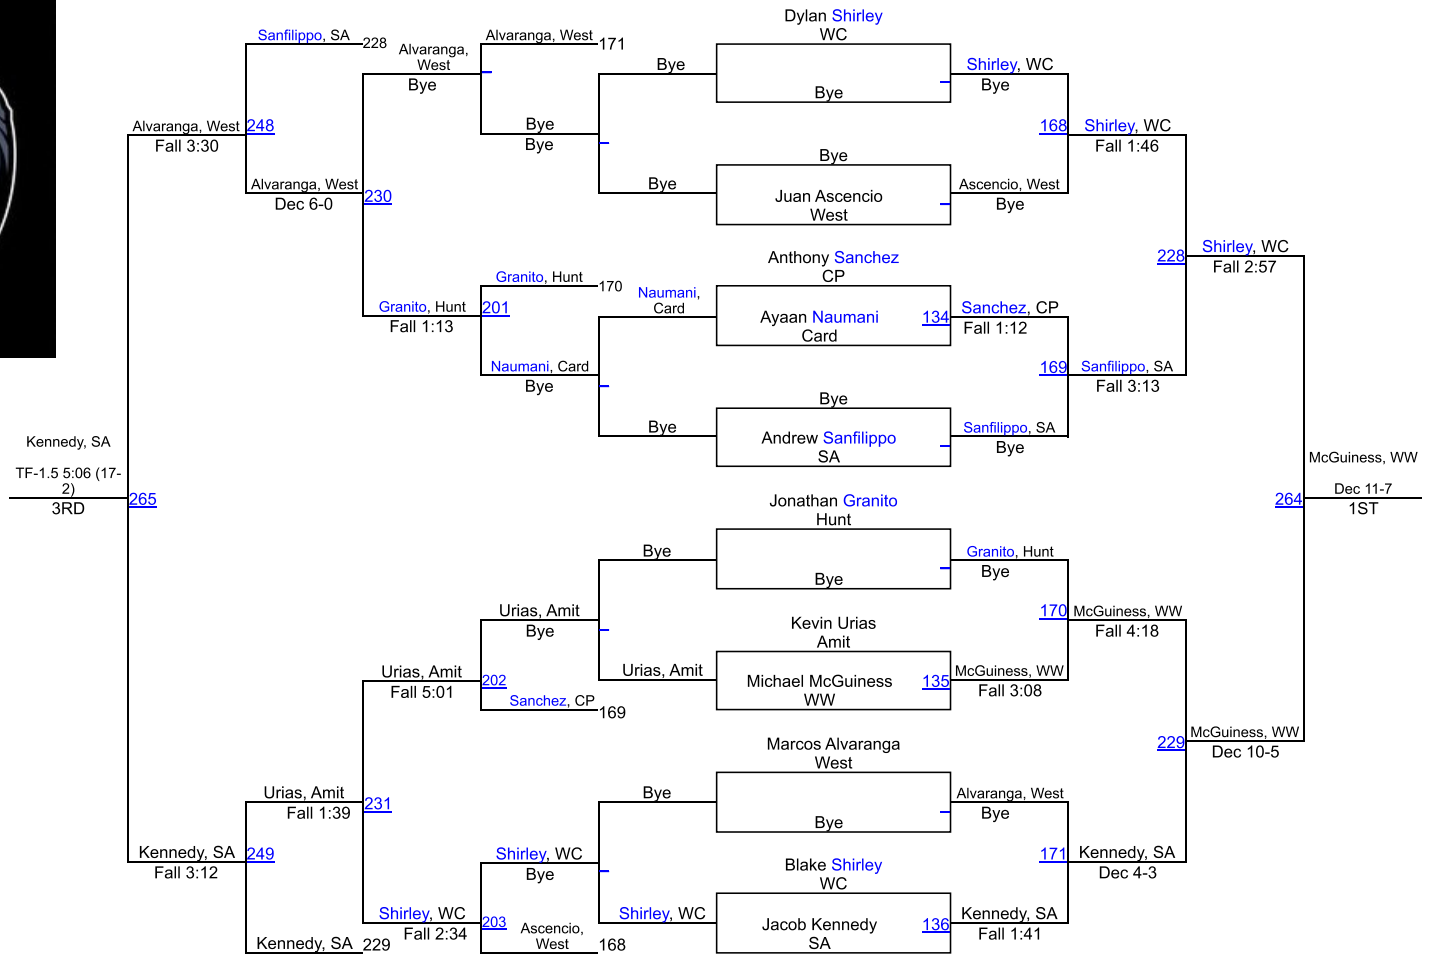 Dylan Shirley
WC
Sanfilippo, SA
228
Alvaranga, West
171
Alvaranga,
West
Bye
Bye
Shirley, WC
Bye
Bye
Alvaranga, West
248
Fall 3:30
Bye
Bye
168
Shirley, WC
Fall 1:46
Bye
Alvaranga, West
230
Dec 6-0
Bye
Juan Ascencio
West
Ascencio, West
Bye
Anthony Sanchez
CP
228
Shirley, WC
Fall 2:57
Granito, Hunt
170
Naumani,
Card
Granito, Hunt
201
Fall 1:13
Ayaan Naumani
Card
134
Sanchez, CP
Fall 1:12
Naumani, Card
Bye
169
Sanfilippo, SA
Fall 3:13
Bye
Bye
Andrew Sanfilippo
SA
Sanfilippo, SA
Bye
Kennedy, SA
TF-1.5 5:06 (17-
2)
3RD
265
McGuiness, WW
264
Dec 11-7
1ST
Jonathan Granito
Hunt
Bye
Bye
Granito, Hunt
Bye
Urias, Amit
Bye
170
McGuiness, WW
Fall 4:18
Kevin Urias
Amit
Urias, Amit
Fall 5:01
202
Urias, Amit
Michael McGuiness
WW
135
McGuiness, WW
Fall 3:08
Sanchez, CP
169
229
McGuiness, WW
Dec 10-5
Marcos Alvaranga
West
Urias, Amit
231
Fall 1:39
Bye
Bye
Alvaranga, West
Bye
Kennedy, SA
249
Fall 3:12
Shirley, WC
Bye
171
Kennedy, SA
Dec 4-3
Blake Shirley
WC
Shirley, WC
203
Fall 2:34
Shirley, WC
Jacob Kennedy
SA
136
Kennedy, SA
Fall 1:41
Ascencio,
West
168
Kennedy, SA
229